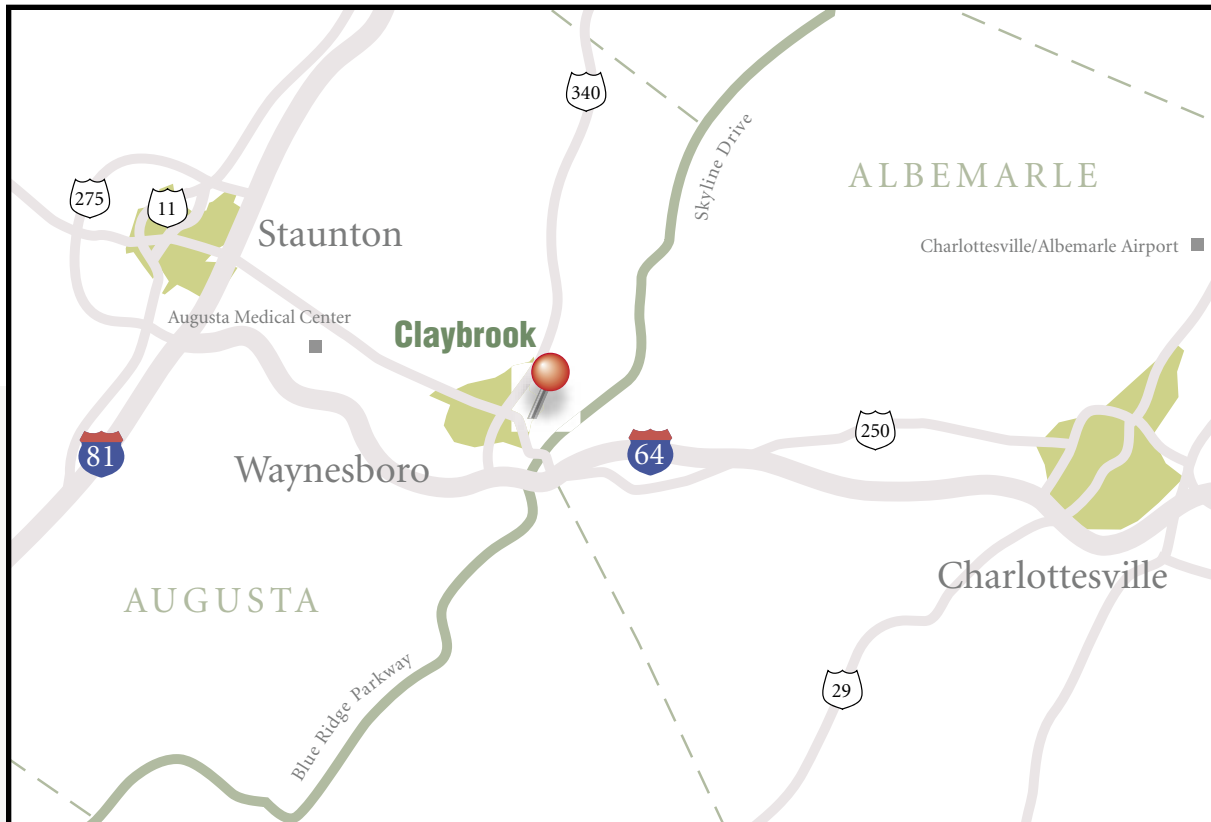 340
Skyline Drive
ALBEMARLE
275
11
Staunton
Charlottesville/Albemarle Airport
Augusta Medical Center
Claybrook
250
81
64
Waynesboro
Charlottesville
AUGUSTA
Blue Ridge Parkway
29